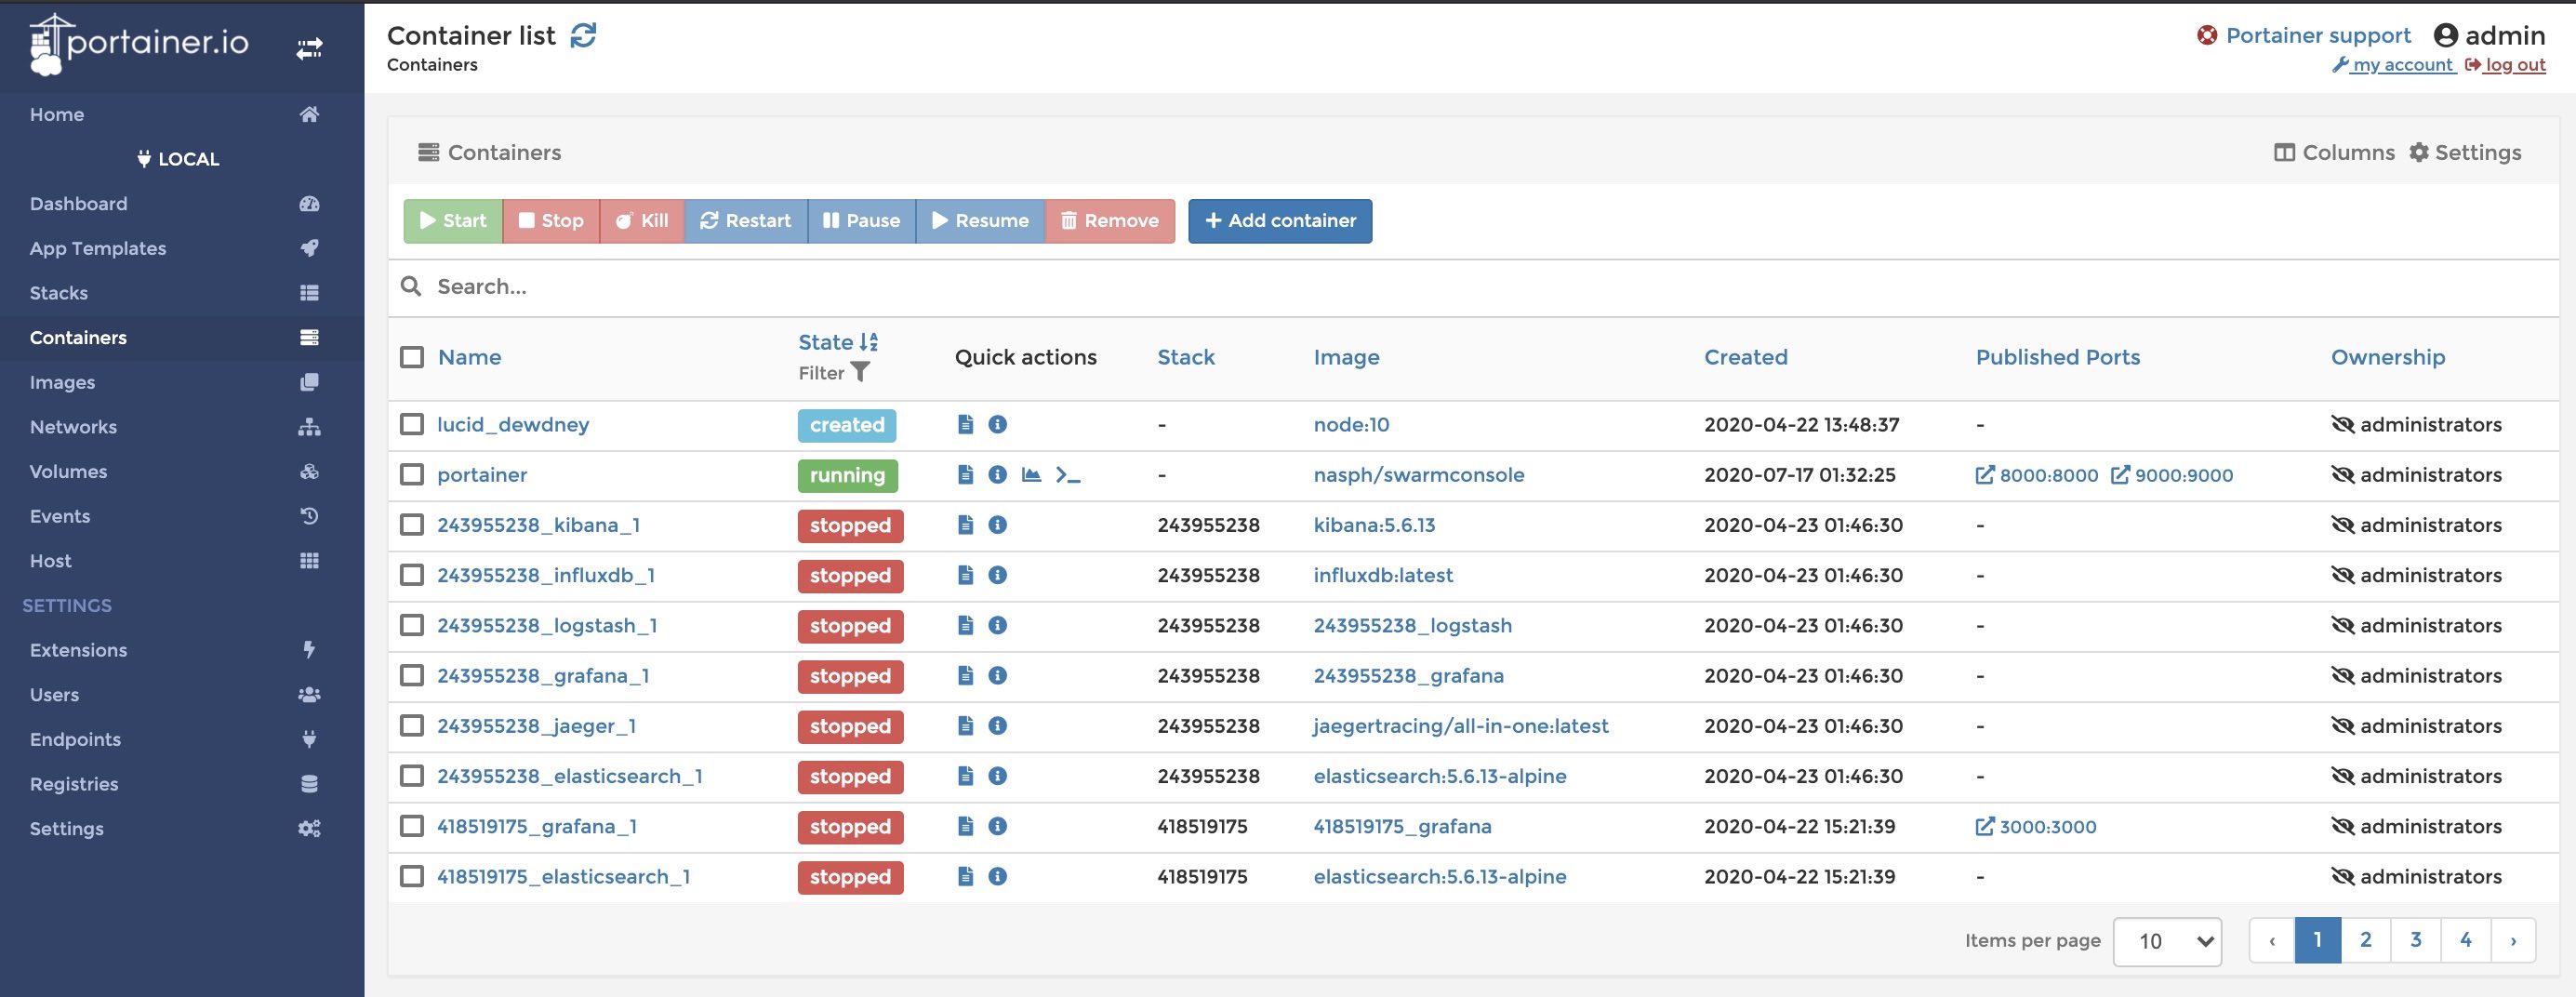 portainer.io
Home
LOCAL
Dashboard
App Templates
Stacks
Containers
Images
Networks
Volumes
Events
Host
SETTINGS
Extensions
Users
Endpoints
Registries
Settings
Container list
Containers
Portainer support admin
my account log out
Containers
Columns Settings
Start Stop Kill Restart Pause Resume Remove + Add container
Search...
Name State Filter Quick actions Stack Image Created Published Ports Ownership
lucid_dewdney created - node:10 2020-04-22 13:48:37 - administrators
portainer running - nasph/swarmconsole 2020-07-17 01:32:25 8000:8000 9000:9000 administrators
243955238_kibana_1 stopped 243955238 kibana:5.6.13 2020-04-23 01:46:30 - administrators
243955238_influxdb_1 stopped 243955238 influxdb:latest 2020-04-23 01:46:30 - administrators
243955238_logstash_1 stopped 243955238 243955238_logstash 2020-04-23 01:46:30 - administrators
243955238_grafana_1 stopped 243955238 243955238_grafana 2020-04-23 01:46:30 - administrators
243955238_jaeger_1 stopped 243955238 jaegertracing/all-in-one:latest 2020-04-23 01:46:30 - administrators
243955238_elasticsearch_1 stopped 243955238 elasticsearch:5.6.13-alpine 2020-04-23 01:46:30 - administrators
418519175_grafana_1 stopped 418519175 418519175_grafana 2020-04-22 15:21:39 3000:3000 administrators
418519175_elasticsearch_1 stopped 418519175 elasticsearch:5.6.13-alpine 2020-04-22 15:21:39 - administrators
Items per page 10 ‹ 1 2 3 4 ›